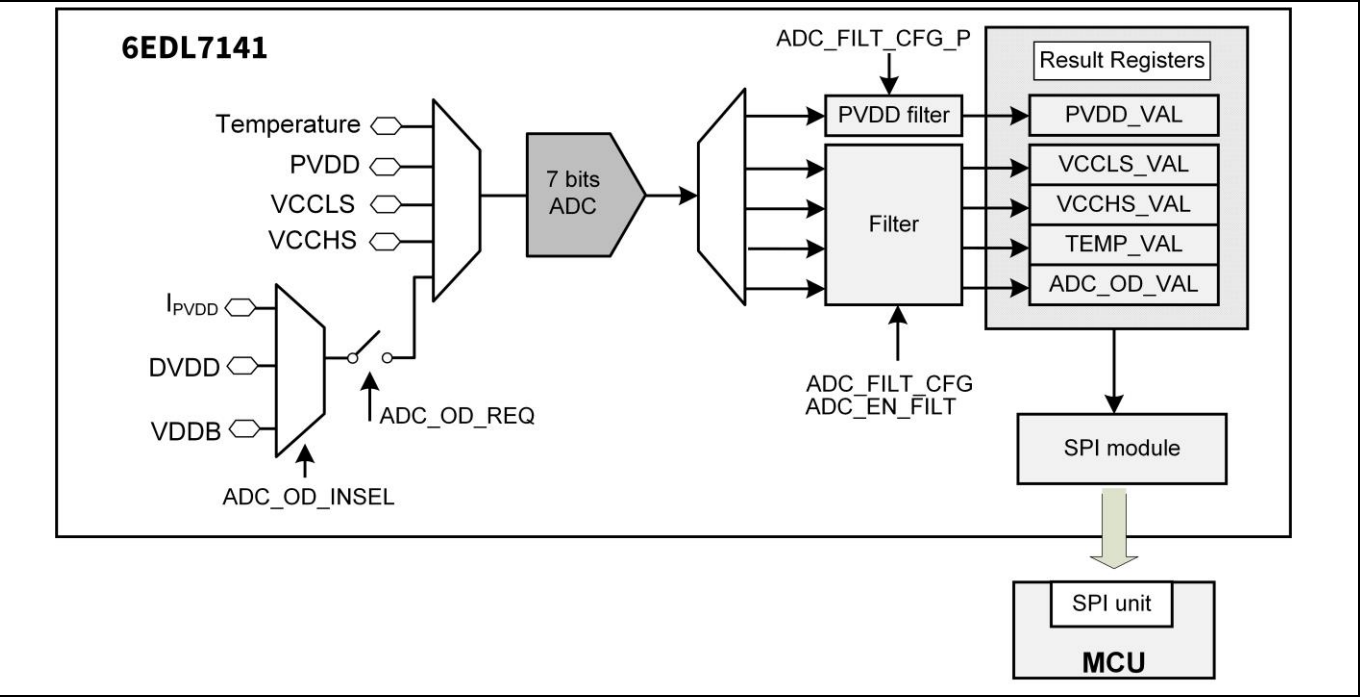 6EDL7141
ADC_FILT_CFG_P
Result Registers
Temperature
PVDD
VCCLS
VCCHS
7 bits
ADC
PVDD filter
Filter
PVDD_VAL
VCCLS_VAL
VCCHS_VAL
TEMP_VAL
ADC_OD_VAL
IPVDD
DVDD
VDDB
ADC_OD_REQ
ADC_OD_INSEL
ADC_FILT_CFG
ADC_EN_FILT
SPI module
SPI unit
MCU